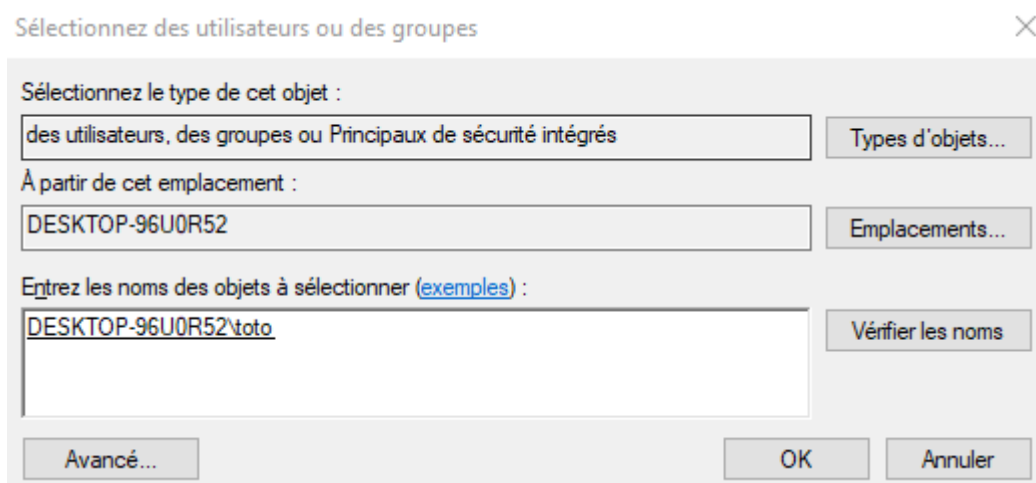 Sélectionnez des utilisateurs ou des groupes
Sélectionnez le type de cet objet :
des utilisateurs, des groupes ou Principaux de sécurité intégrés
Types d'objets...
À partir de cet emplacement :
DESKTOP-96U0R52
Emplacements...
Entrez les noms des objets à sélectionner (exemples) :
DESKTOP-96U0R52\toto
Vérifier les noms
Avancé...
OK
Annuler